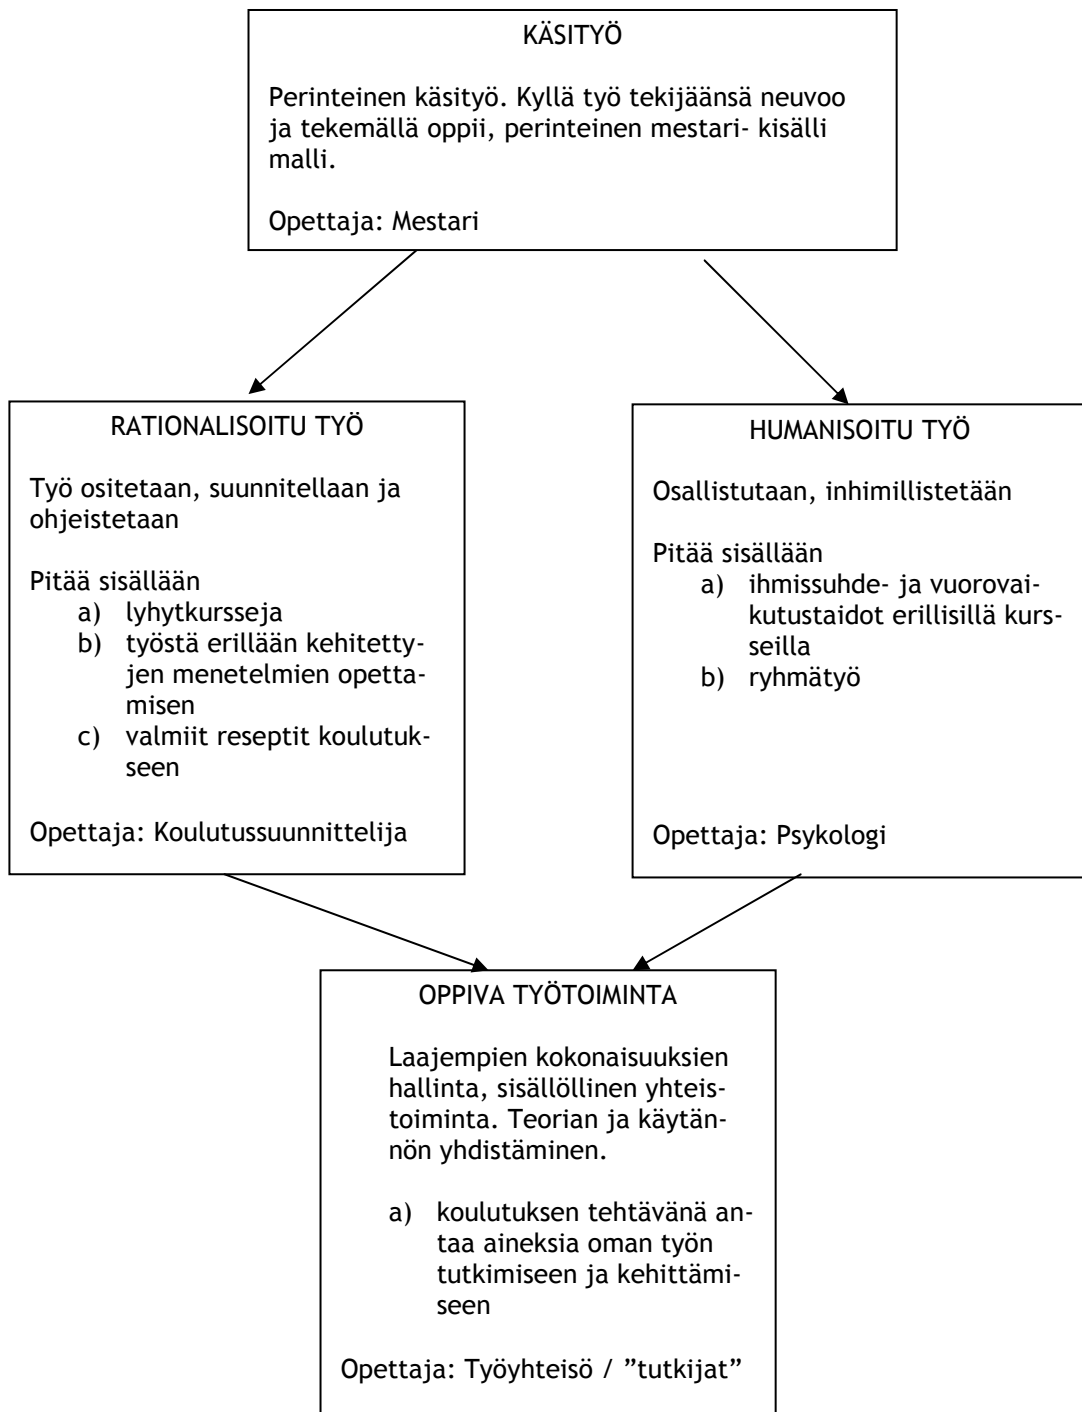 KÄSITYÖ
Perinteinen käsityö. Kyllä työ tekijäänsä neuvoo
ja tekemällä oppii, perinteinen mestari- kisälli
malli.
Opettaja: Mestari
RATIONALISOITU TYÖ
Työ ositetaan, suunnitellaan ja
ohjeistetaan
Pitää sisällään
a) lyhytkursseja
b) työstä erillään kehitetty-
jen menetelmien opetta-
misen
c) valmiit reseptit koulutuk-
seen
Opettaja: Koulutussuunnittelija
HUMANISOITU TYÖ
Osallistutaan, inhimillistetään
Pitää sisällään
a) ihmissuhde- ja vuorovai-
kutustaidot erillisillä kurs-
seilla
b) ryhmätyö
Opettaja: Psykologi
OPPIVA TYÖTOIMINTA
Laajempien kokonaisuuksien
hallinta, sisällöllinen yhteis-
toiminta. Teorian ja käytän-
nön yhdistäminen.
a) koulutuksen tehtävänä an-
taa aineksia oman työn
tutkimiseen ja kehittämi-
seen
Opettaja: Työyhteisö / ”tutkijat”